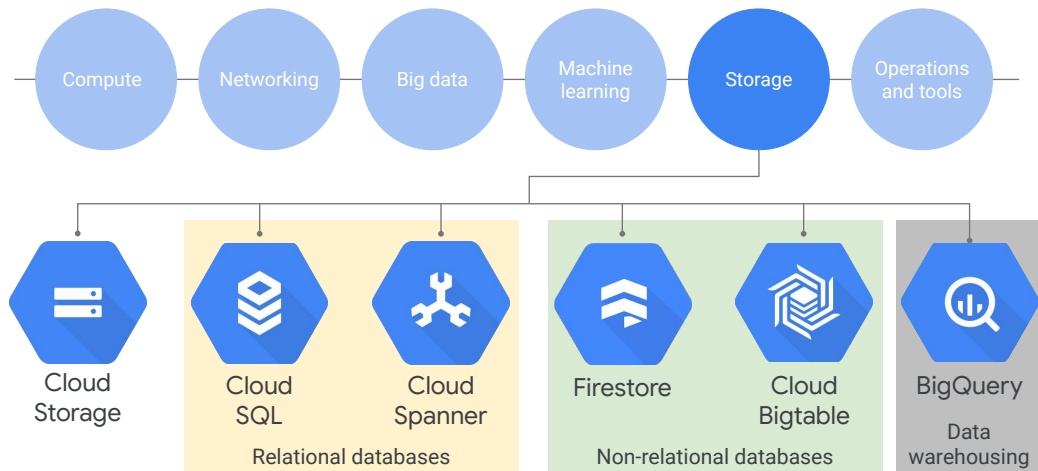 Compute
Networking
Big data
Machine
learning
Storage
Operations
and tools
Cloud
Storage
Cloud
SQL
Cloud
Spanner
Relational databases
Firestore
Cloud
Bigtable
Non-relational databases
BigQuery
Data
warehousing